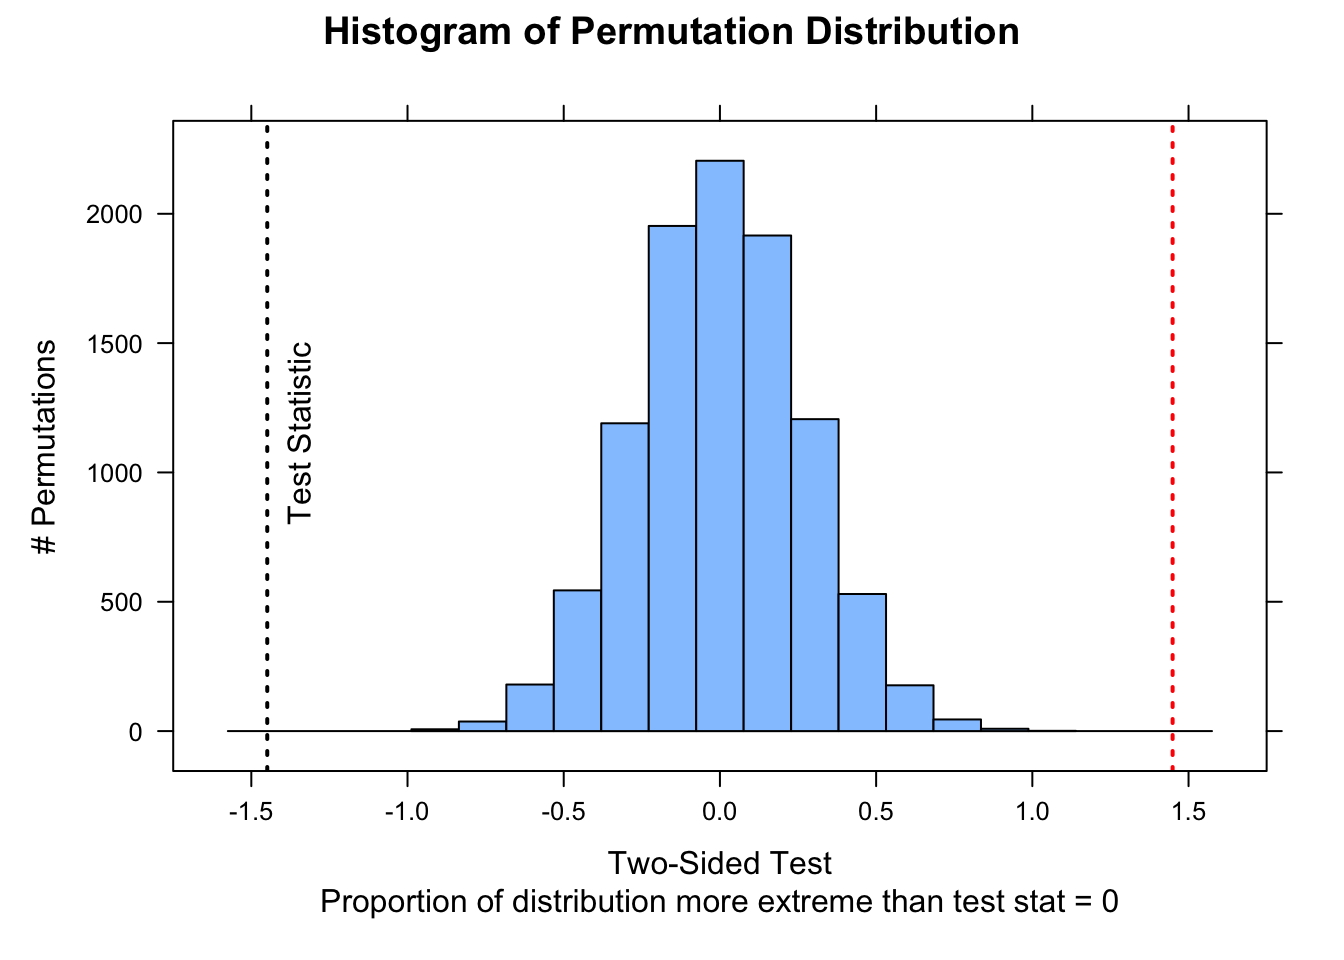 Histogram of Permutation Distribution
2000
1500
1000
500
0
# Permutations
Test Statistic
-1.5
-1.0
-0.5
0.0
0.5
1.0
1.5
Two-Sided Test
Proportion of distribution more extreme than test stat = 0